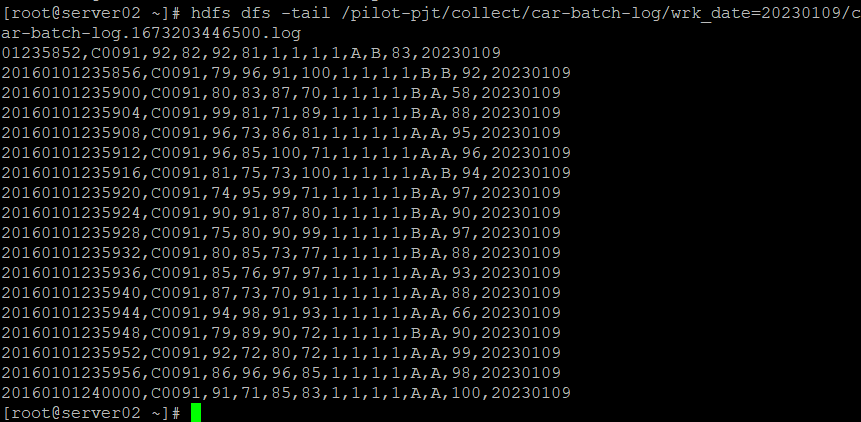 [root@server02 ~]# hdfs dfs -tail /pilot-pjt/collect/car-batch-log/wrk_date=20230109/c
ar-batch-log.1673203446500.log
01235852,C0091,92,82,92,81,1,1,1,1,A,B,83,20230109
20160101235856,C0091,79,96,91,100,1,1,1,1,B,B,92,20230109
20160101235900,C0091,80,83,87,70,1,1,1,1,B,A,58,20230109
20160101235904,C0091,99,81,71,89,1,1,1,1,B,A,88,20230109
20160101235908,C0091,96,73,86,81,1,1,1,1,A,A,95,20230109
20160101235912,C0091,96,85,100,71,1,1,1,1,A,A,96,20230109
20160101235916,C0091,81,75,73,100,1,1,1,1,A,B,94,20230109
20160101235920,C0091,74,95,99,71,1,1,1,1,B,A,97,20230109
20160101235924,C0091,90,91,87,80,1,1,1,1,B,A,90,20230109
20160101235928,C0091,75,80,90,99,1,1,1,1,B,A,97,20230109
20160101235932,C0091,80,85,73,77,1,1,1,1,B,A,88,20230109
20160101235936,C0091,85,76,97,97,1,1,1,1,A,A,93,20230109
20160101235940,C0091,87,73,70,91,1,1,1,1,A,A,88,20230109
20160101235944,C0091,94,98,91,93,1,1,1,1,A,A,66,20230109
20160101235948,C0091,79,89,90,72,1,1,1,1,B,A,90,20230109
20160101235952,C0091,92,72,80,72,1,1,1,1,A,A,99,20230109
20160101235956,C0091,86,96,96,85,1,1,1,1,A,A,98,20230109
20160101240000,C0091,91,71,85,83,1,1,1,1,A,A,100,20230109
[root@server02 ~]#